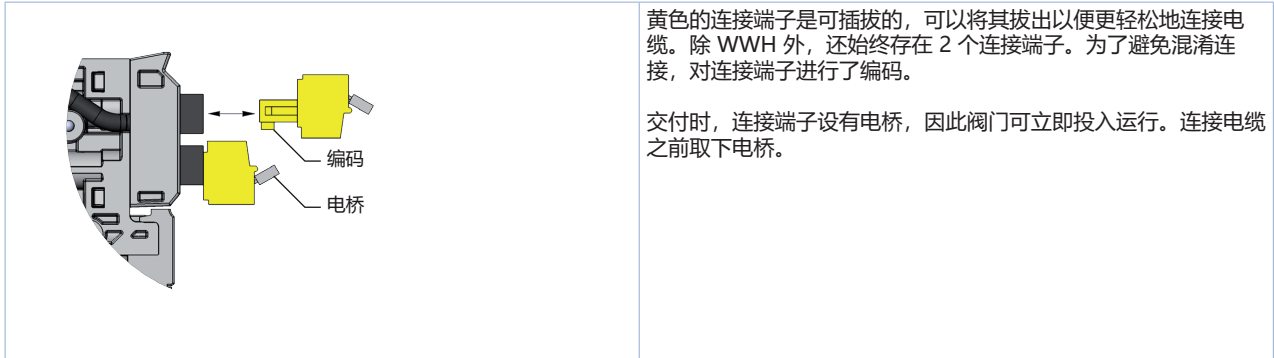 黄色的连接端子是可插拔的，可以将其拔出以便更轻松地连接电
缆。除 WWH 外，还始终存在 2 个连接端子。为了避免混淆连
接，对连接端子进行了编码。
交付时，连接端子设有电桥，因此阀门可立即投入运行。连接电缆
之前取下电桥。
编码
电桥